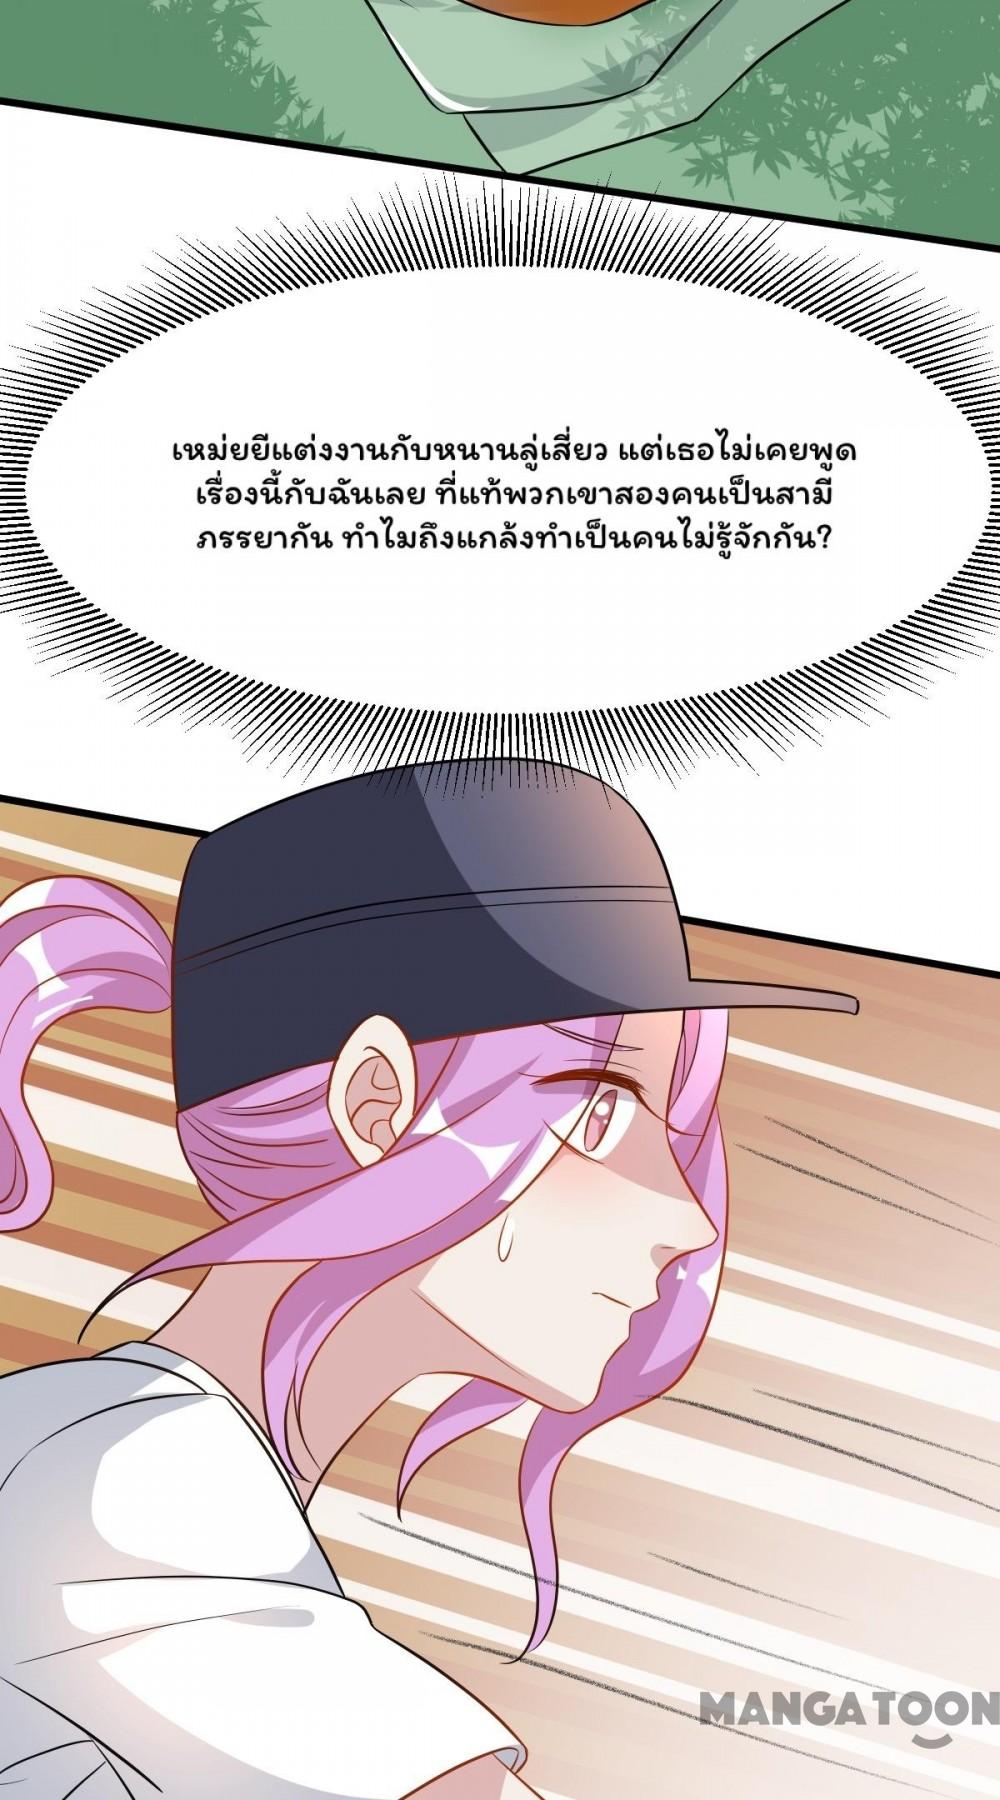 เหม่ยยีแต่งงานกับหนานลู่เสี่ยว แต่เธอไม่เคยพูด
เรื่องนี้กับฉันเลย ที่แท้พวกเขาสองคนเป็นสามี
ภรรยากัน ทำไมถึงแกล้งทำเป็นคนไม่รู้จักกัน?
MANGATOON